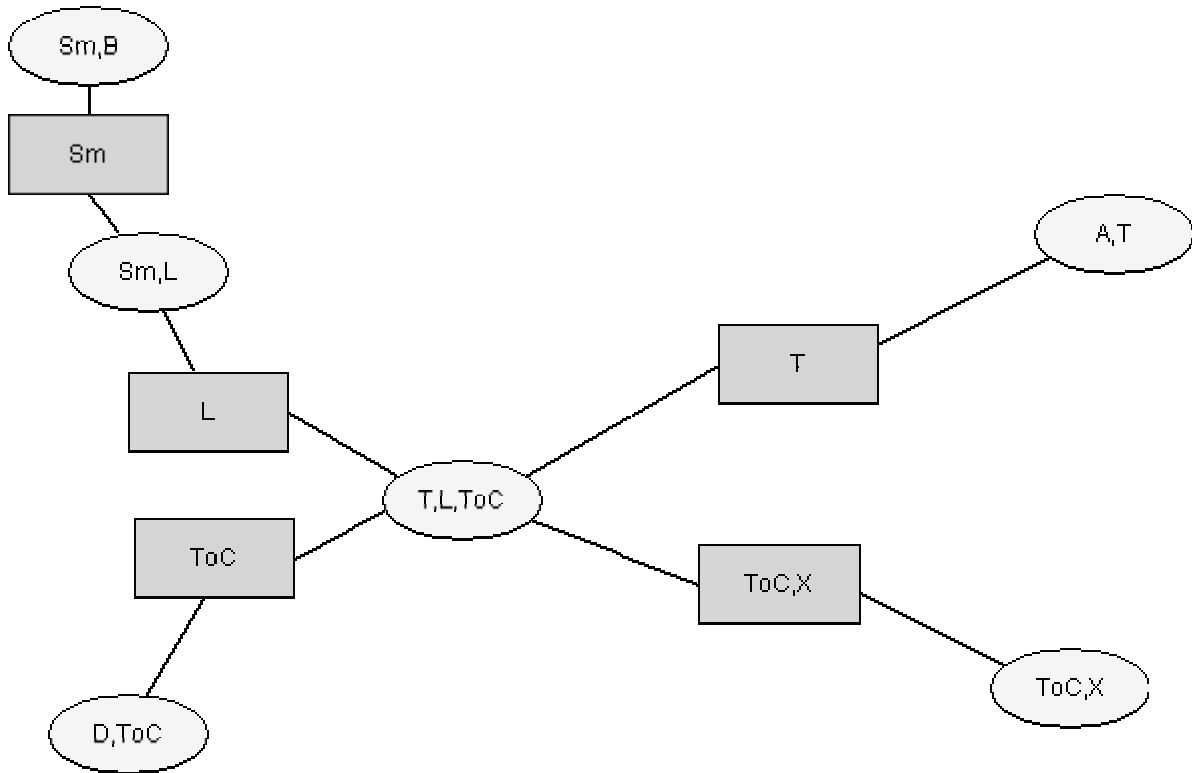 Sm,B
Sm
Sm,L
A,T
T
L
T,L,ToC
ToC
ToC,X
ToC,X
D,ToC